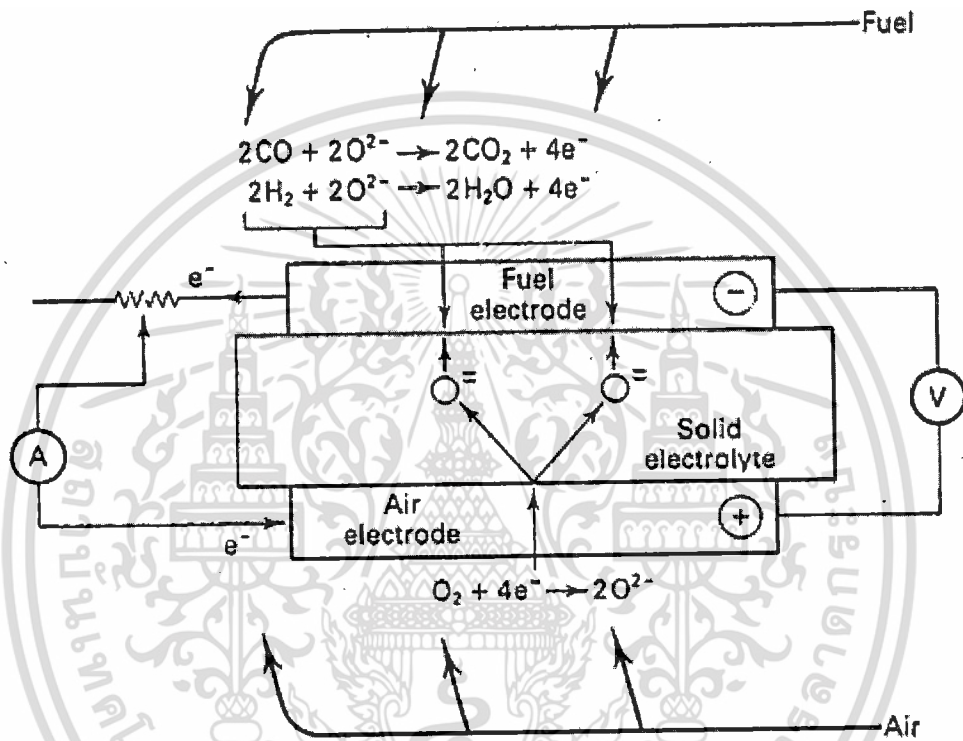 Fuel
2CO + 2O²⁻ → 2CO₂ + 4e⁻
2H₂ + 2O²⁻ → 2H₂O + 4e⁻
e⁻
Fuel
electrode
−
=
=
V
A
Solid
electrolyte
Air
electrode
+
e⁻
O₂ + 4e⁻ → 2O²⁻
Air